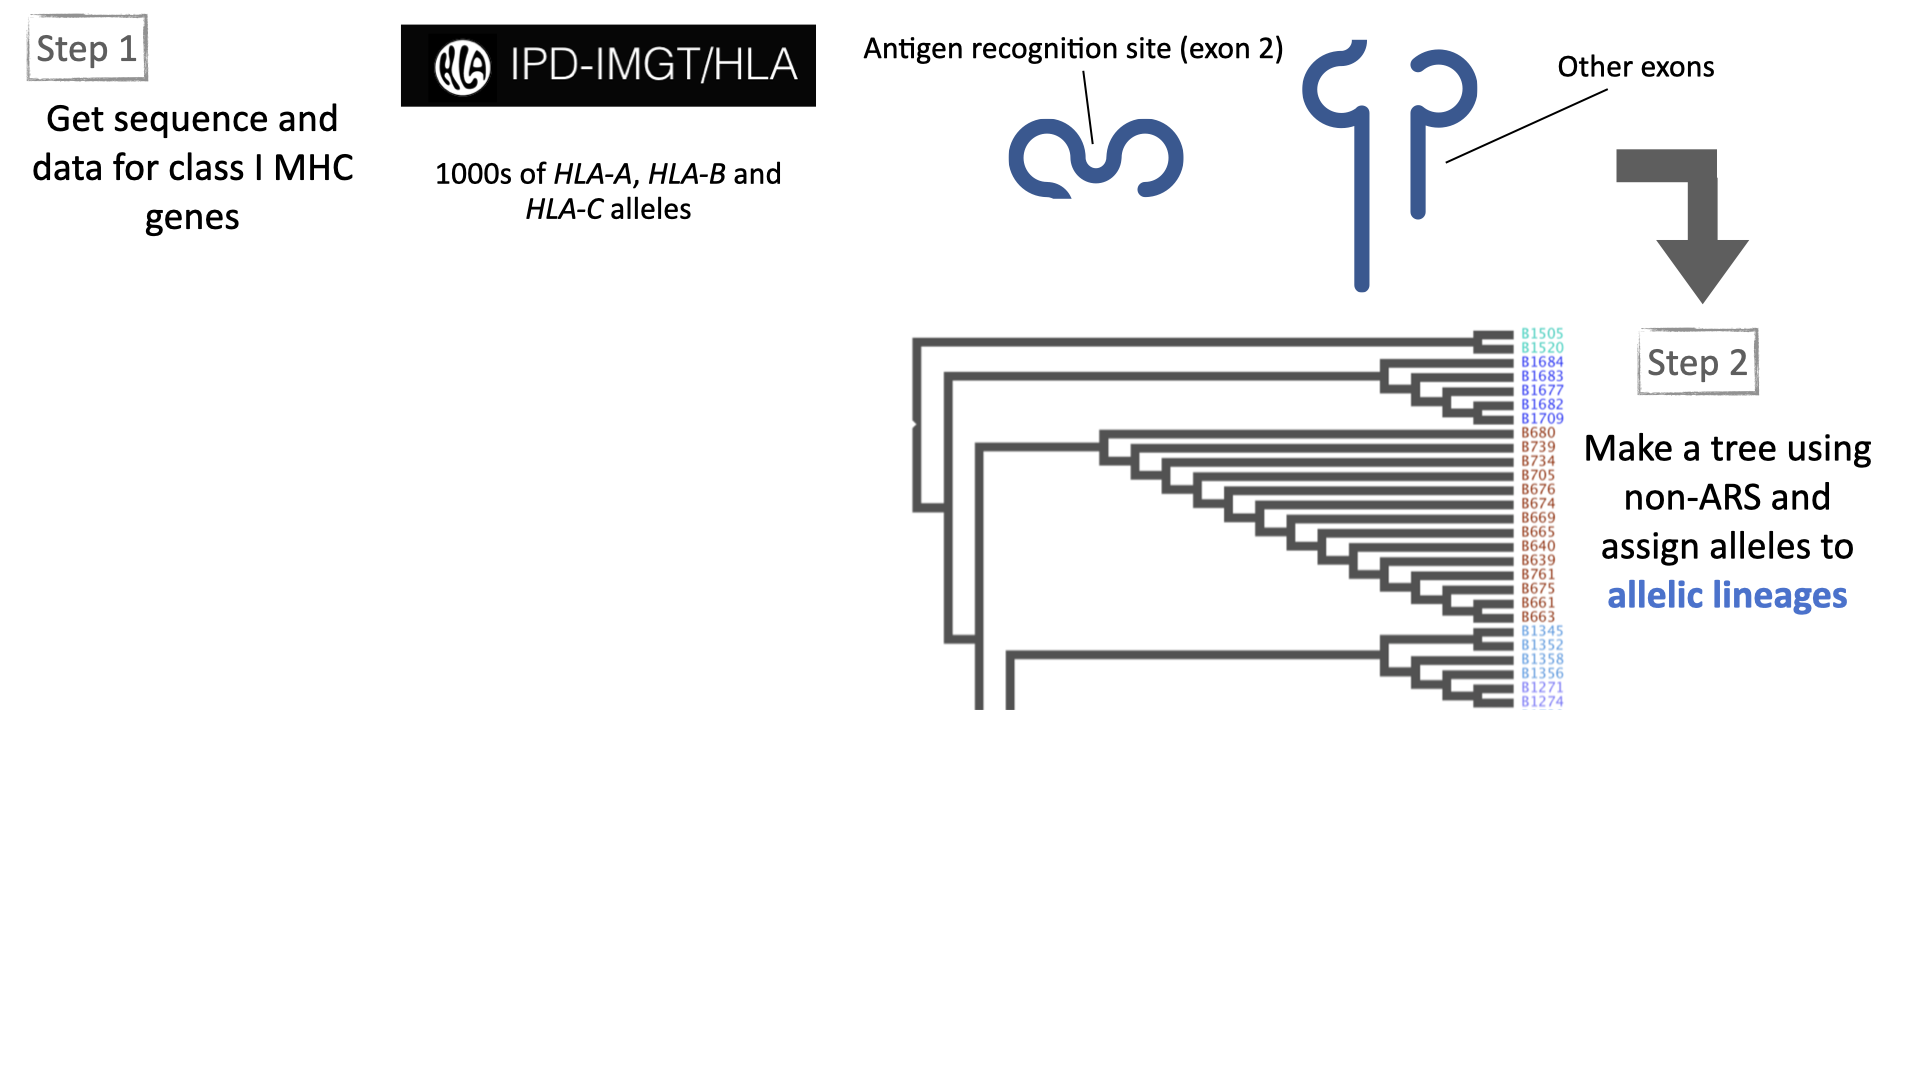 Step 1
Get sequence and
data for class I MHC
genes
HLA IPD-IMGT/HLA
1000s of HLA-A, HLA-B and
HLA-C alleles
Antigen recognition site (exon 2)
Other exons
Step 2
Make a tree using
non-ARS and
assign alleles to
allelic lineages
B1505
B1520
B1684
B1683
B1677
B1682
B1709
B680
B739
B734
B705
B676
B674
B669
B665
B640
B639
B761
B675
B661
B663
B1345
B1352
B1358
B1356
B1271
B1274